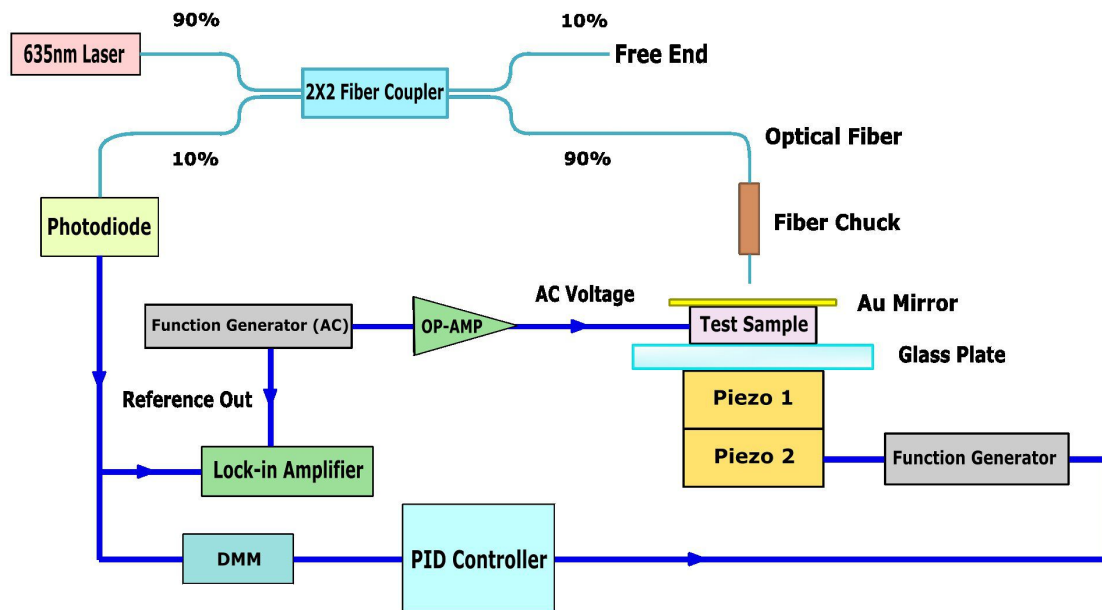 90%
10%
635nm Laser
Free End
2X2 Fiber Coupler
Optical Fiber
10%
90%
Photodiode
Fiber Chuck
AC Voltage
Au Mirror
Function Generator (AC)
OP-AMP
Test Sample
Glass Plate
Reference Out
Piezo 1
Lock-in Amplifier
Piezo 2
Function Generator
DMM
PID Controller